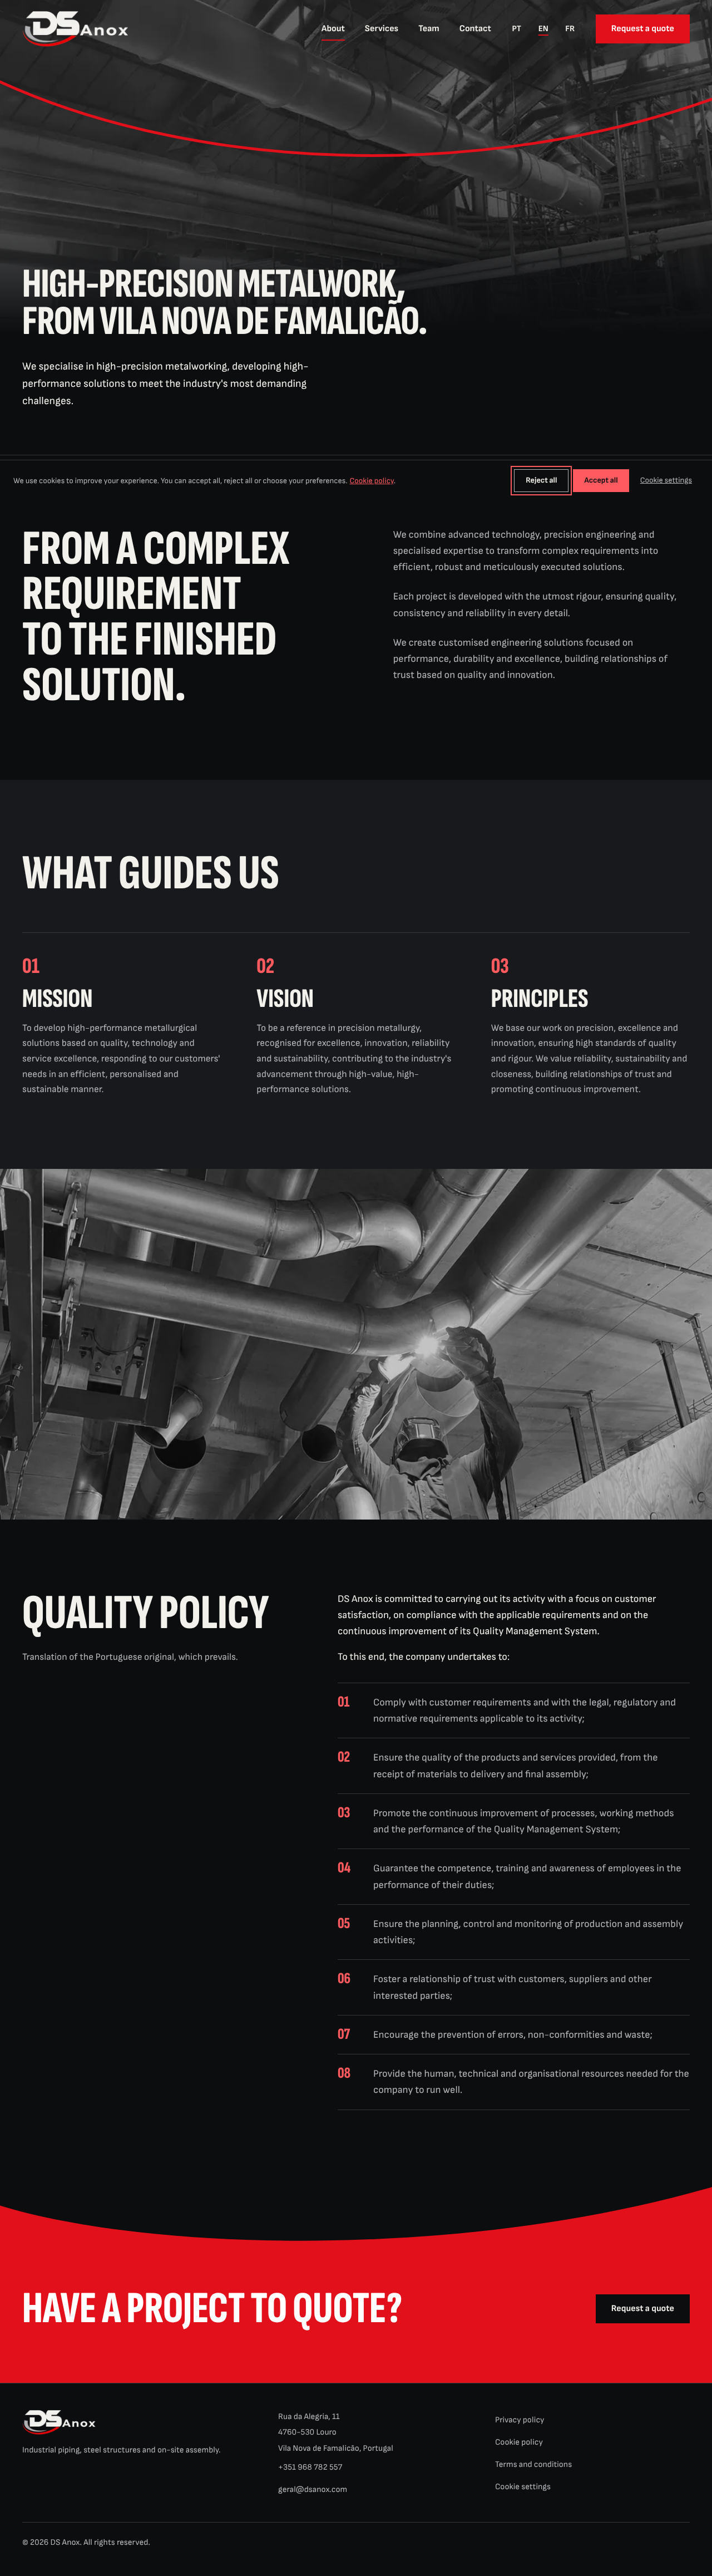 DS Anox
About Services Team Contact PT EN FR Request a quote
HIGH-PRECISION METALWORK,
FROM VILA NOVA DE FAMALICÃO.
We specialise in high-precision metalworking, developing high-
performance solutions to meet the industry's most demanding
challenges.
We use cookies to improve your experience. You can accept all, reject all or choose your preferences. Cookie policy.
Reject all Accept all Cookie settings
FROM A COMPLEX
REQUIREMENT
TO THE FINISHED
SOLUTION.
We combine advanced technology, precision engineering and
specialised expertise to transform complex requirements into
efficient, robust and meticulously executed solutions.
Each project is developed with the utmost rigour, ensuring quality,
consistency and reliability in every detail.
We create customised engineering solutions focused on
performance, durability and excellence, building relationships of
trust based on quality and innovation.
WHAT GUIDES US
01
MISSION
To develop high-performance metallurgical
solutions based on quality, technology and
service excellence, responding to our customers'
needs in an efficient, personalised and
sustainable manner.
02
VISION
To be a reference in precision metallurgy,
recognised for excellence, innovation, reliability
and sustainability, contributing to the industry's
advancement through high-value, high-
performance solutions.
03
PRINCIPLES
We base our work on precision, excellence and
innovation, ensuring high standards of quality
and rigour. We value reliability, sustainability and
closeness, building relationships of trust and
promoting continuous improvement.
QUALITY POLICY
Translation of the Portuguese original, which prevails.
DS Anox is committed to carrying out its activity with a focus on customer
satisfaction, on compliance with the applicable requirements and on the
continuous improvement of its Quality Management System.
To this end, the company undertakes to:
01 Comply with customer requirements and with the legal, regulatory and
normative requirements applicable to its activity;
02 Ensure the quality of the products and services provided, from the
receipt of materials to delivery and final assembly;
03 Promote the continuous improvement of processes, working methods
and the performance of the Quality Management System;
04 Guarantee the competence, training and awareness of employees in the
performance of their duties;
05 Ensure the planning, control and monitoring of production and assembly
activities;
06 Foster a relationship of trust with customers, suppliers and other
interested parties;
07 Encourage the prevention of errors, non-conformities and waste;
08 Provide the human, technical and organisational resources needed for the
company to run well.
HAVE A PROJECT TO QUOTE?
Request a quote
DS Anox
Industrial piping, steel structures and on-site assembly.
Rua da Alegria, 11
4760-530 Louro
Vila Nova de Famalicão, Portugal
+351 968 782 557
geral@dsanox.com
Privacy policy
Cookie policy
Terms and conditions
Cookie settings
© 2026 DS Anox. All rights reserved.